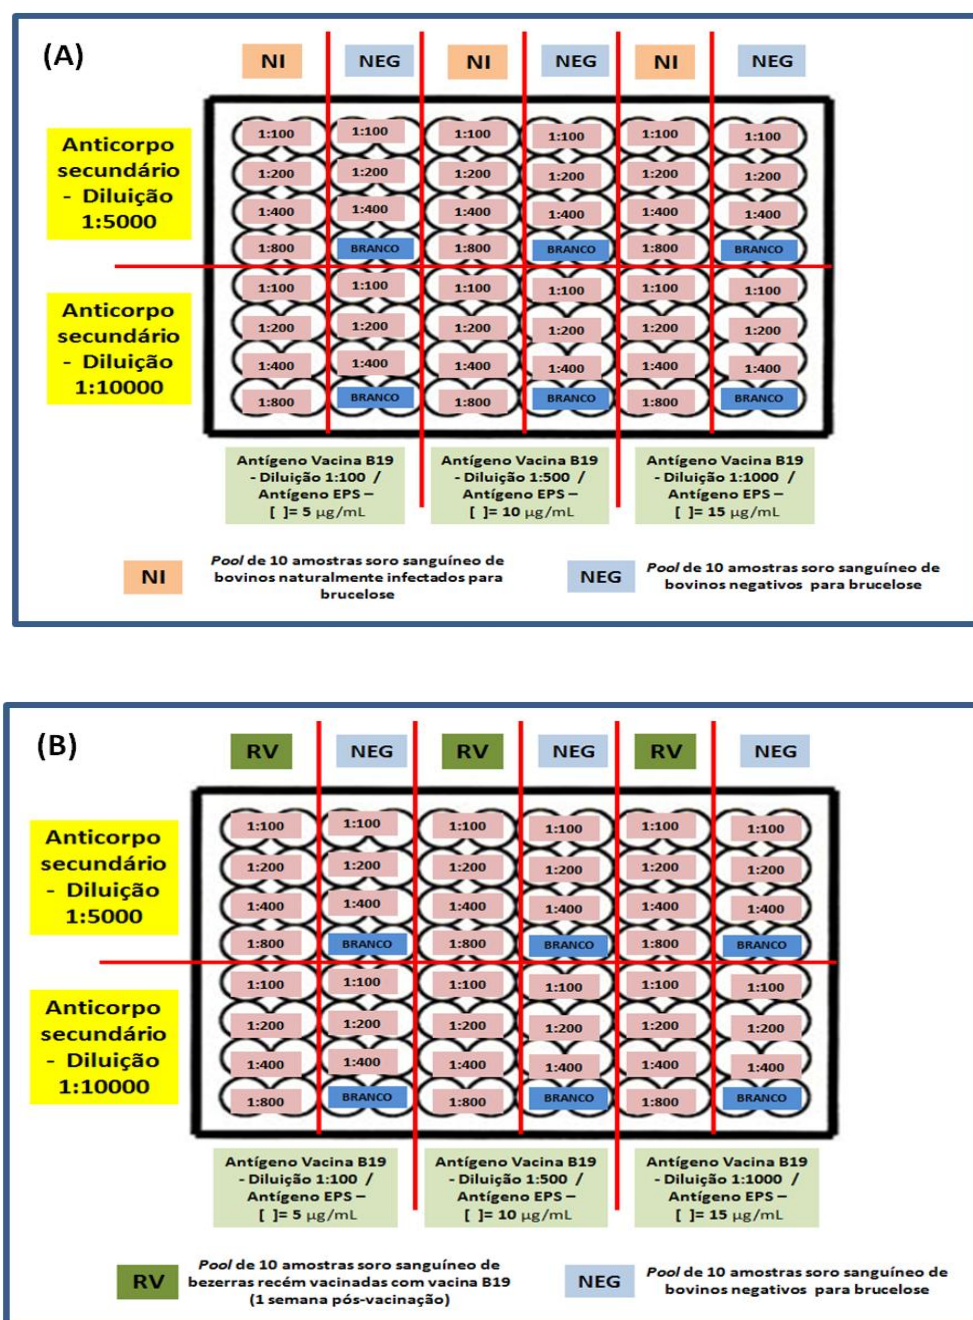 (A)
NI NEG NI NEG NI NEG
Anticorpo
secundário
- Diluição
1:5000
1:100 1:100 1:100 1:100 1:100 1:100
1:200 1:200 1:200 1:200 1:200 1:200
1:400 1:400 1:400 1:400 1:400 1:400
1:800 BRANCO 1:800 BRANCO 1:800 BRANCO
Anticorpo
secundário
- Diluição
1:10000
1:100 1:100 1:100 1:100 1:100 1:100
1:200 1:200 1:200 1:200 1:200 1:200
1:400 1:400 1:400 1:400 1:400 1:400
1:800 BRANCO 1:800 BRANCO 1:800 BRANCO
Antígeno Vacina B19
- Diluição 1:100 /
Antígeno EPS –
[ ]= 5 µg/mL
Antígeno Vacina B19
- Diluição 1:500 /
Antígeno EPS –
[ ]= 10 µg/mL
Antígeno Vacina B19
- Diluição 1:1000 /
Antígeno EPS –
[ ]= 15 µg/mL
NI
Pool de 10 amostras soro sanguíneo de
bovinos naturalmente infectados para
brucelose
NEG
Pool de 10 amostras soro sanguíneo de
bovinos negativos para brucelose
(B)
RV NEG RV NEG RV NEG
Anticorpo
secundário
- Diluição
1:5000
1:100 1:100 1:100 1:100 1:100 1:100
1:200 1:200 1:200 1:200 1:200 1:200
1:400 1:400 1:400 1:400 1:400 1:400
1:800 BRANCO 1:800 BRANCO 1:800 BRANCO
Anticorpo
secundário
- Diluição
1:10000
1:100 1:100 1:100 1:100 1:100 1:100
1:200 1:200 1:200 1:200 1:200 1:200
1:400 1:400 1:400 1:400 1:400 1:400
1:800 BRANCO 1:800 BRANCO 1:800 BRANCO
Antígeno Vacina B19
- Diluição 1:100 /
Antígeno EPS –
[ ]= 5 µg/mL
Antígeno Vacina B19
- Diluição 1:500 /
Antígeno EPS –
[ ]= 10 µg/mL
Antígeno Vacina B19
- Diluição 1:1000 /
Antígeno EPS –
[ ]= 15 µg/mL
RV
Pool de 10 amostras soro sanguíneo de
bezerras recém vacinadas com vacina B19
(1 semana pós-vacinação)
NEG
Pool de 10 amostras soro sanguíneo de
bovinos negativos para brucelose